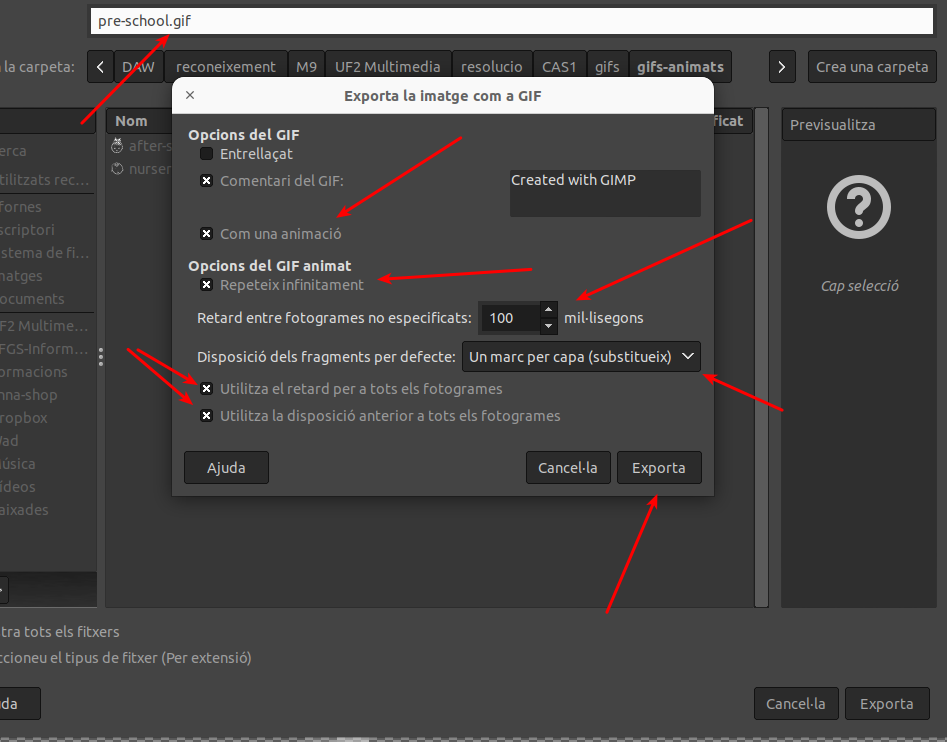 pre-school.gif
la carpeta:
DAW
reconeixement
M9
UF2 Multimedia
resolucio
CAS1
gifs
gifs-animats
Crea una carpeta
Exporta la imatge com a GIF
Nom
ficat
Previsualitza
Opcions del GIF
Entrellaçat
after-s
erca
Comentari del GIF:
Created with GIMP
nurser
tilitzats rec...
fornes
scriptori
Com una animació
istema de fi...
Opcions del GIF animat
natges
Repeteix infinitament
Cap selecció
ocuments
Retard entre fotogrames no especificats:
100
mil·lisegons
F2 Multime...
FGS-Inform...
Disposició dels fragments per defecte:
Un marc per capa (substitueix)
ormacions
Utilitza el retard per a tots els fotogrames
nna-shop
Utilitza la disposició anterior a tots els fotogrames
ropbox
ad
úsica
Ajuda
Cancel·la
Exporta
ídeos
aixades
tra tots els fitxers
ccioneu el tipus de fitxer (Per extensió)
da
Cancel·la
Exporta